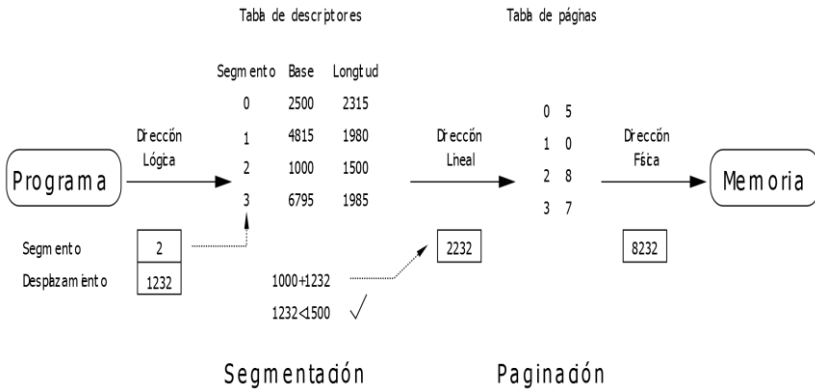 Tabla de descriptores
Tabla de páginas
Segmento Base Longitud
0 2500 2315
1 4815 1980
2 1000 1500
3 6795 1985
0 5
1 0
2 8
3 7
Programa
Dirección
Lógica
Dirección
Lineal
Dirección
Física
Memoria
Segmento 2
Desplazamiento 1232
2232
8232
1000+1232
1232<1500 √
Segmentación
Paginación